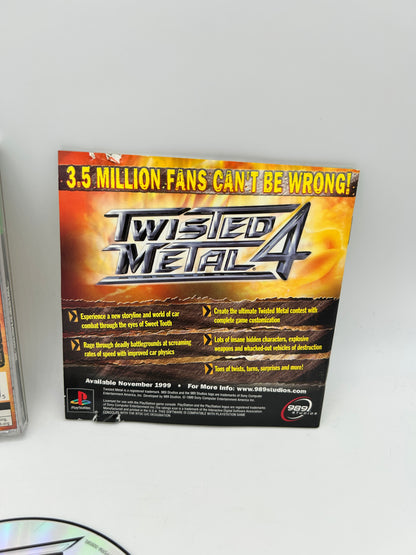 3.5 MILLION FANS CAN'T BE WRONG!
TWISTED
METAL 4
Experience a new storyline and world of car
combat through the eyes of Sweet Tooth
Rage through deadly battlegrounds at screaming
rates of speed with improved car physics
Create the ultimate Twisted Metal contest with
complete game customization
Lots of insane hidden characters, explosive
weapons and whacked-out vehicles of destruction
Tons of twists, turns, surprises and more!
Available November 1999 • For More Info: www.989studios.com
PlayStation
989
STUDIOS